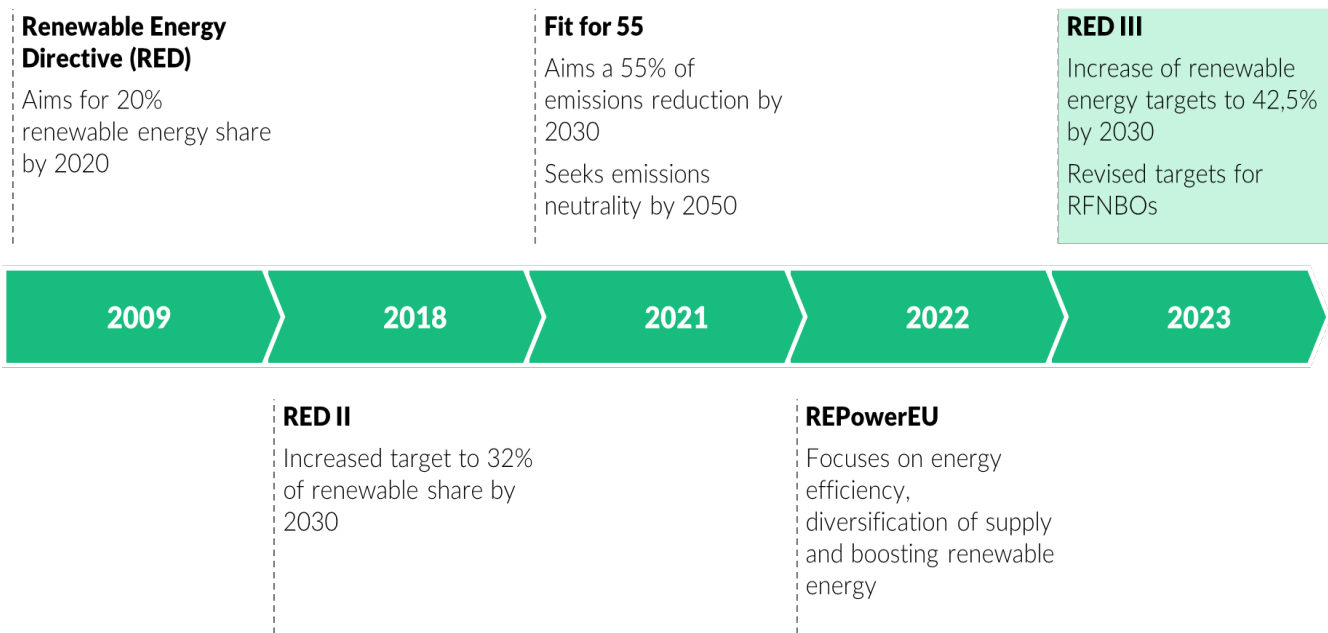 Renewable Energy
Directive (RED)
Aims for 20%
renewable energy share
by 2020
Fit for 55
Aims a 55% of
emissions reduction by
2030
Seeks emissions
neutrality by 2050
RED III
Increase of renewable
energy targets to 42,5%
by 2030
Revised targets for
RFNBOs
2009
2018
2021
2022
2023
RED II
Increased target to 32%
of renewable share by
2030
REPowerEU
Focuses on energy
efficiency,
diversification of supply
and boosting renewable
energy